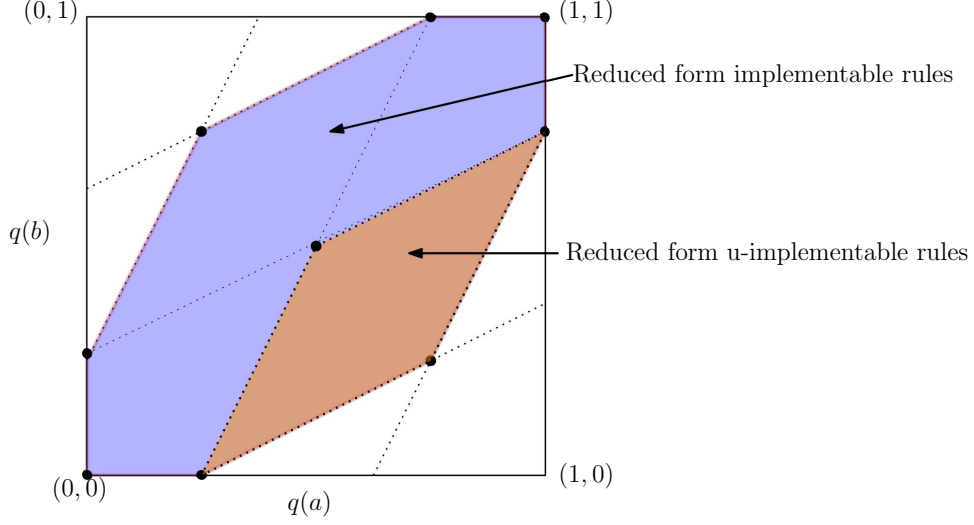 (0, 1)
(1, 1)
Reduced form implementable rules
q(b)
Reduced form u-implementable rules
(0, 0)
q(a)
(1, 0)